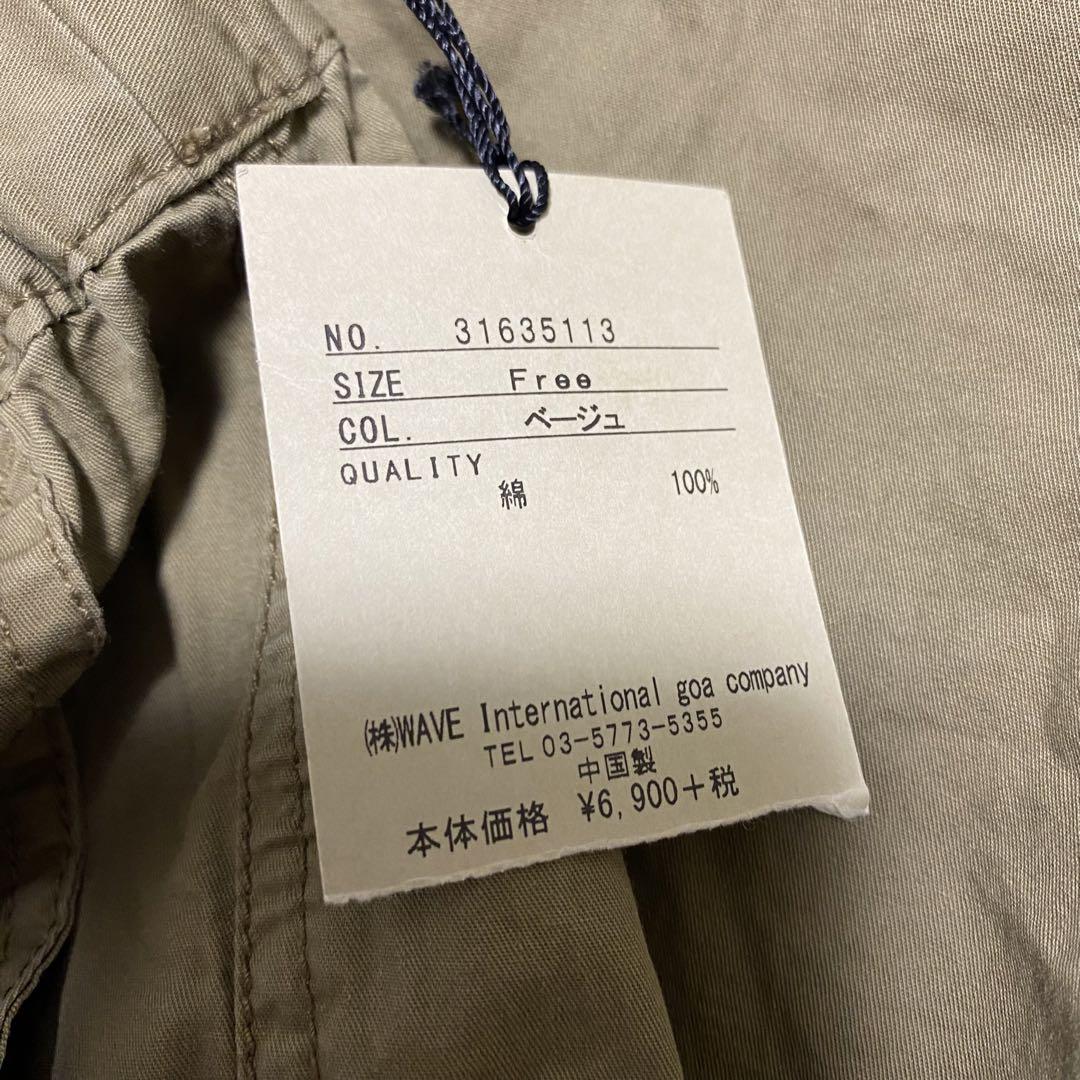 NO. 31635113
SIZE Free
COL. ベージュ
QUALITY
綿 100%
㈱WAVE International goa company
TEL 03-5773-5355
中国製
本体価格 ¥6,900+税